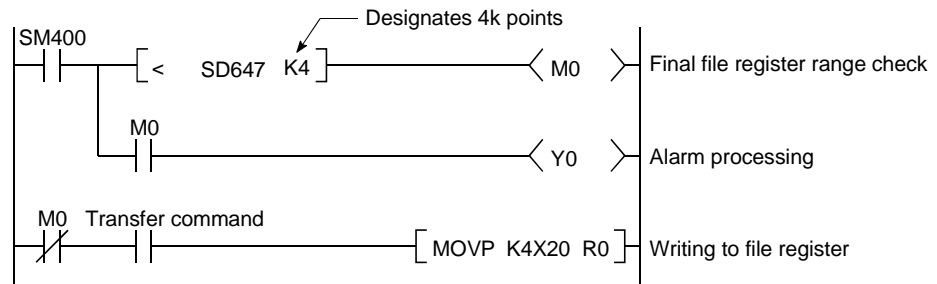 Designates 4k points
SM400
< SD647 K4
M0
Final file register range check
M0
Y0
Alarm processing
M0 Transfer command
MOVP K4X20 R0
Writing to file register